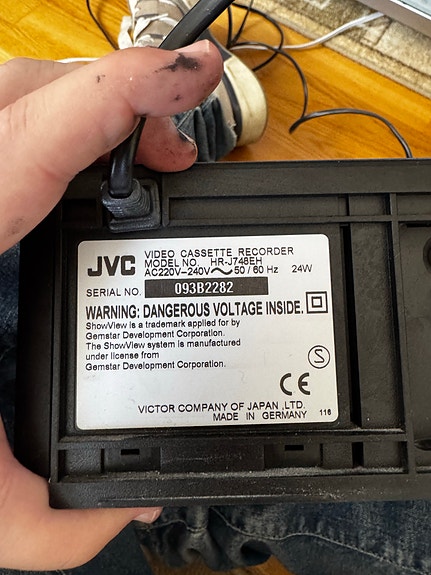 JVC VIDEO CASSETTE RECORDER
MODEL NO. HR-J748EH
AC220V-240V~50/60 Hz 24W
SERIAL NO. 093B2282
WARNING: DANGEROUS VOLTAGE INSIDE.
ShowView is a trademark applied for by
Gemstar Development Corporation.
The ShowView system is manufactured
under license from
Gemstar Development Corporation.
S
CE
VICTOR COMPANY OF JAPAN ,LTD.
MADE IN GERMANY 116